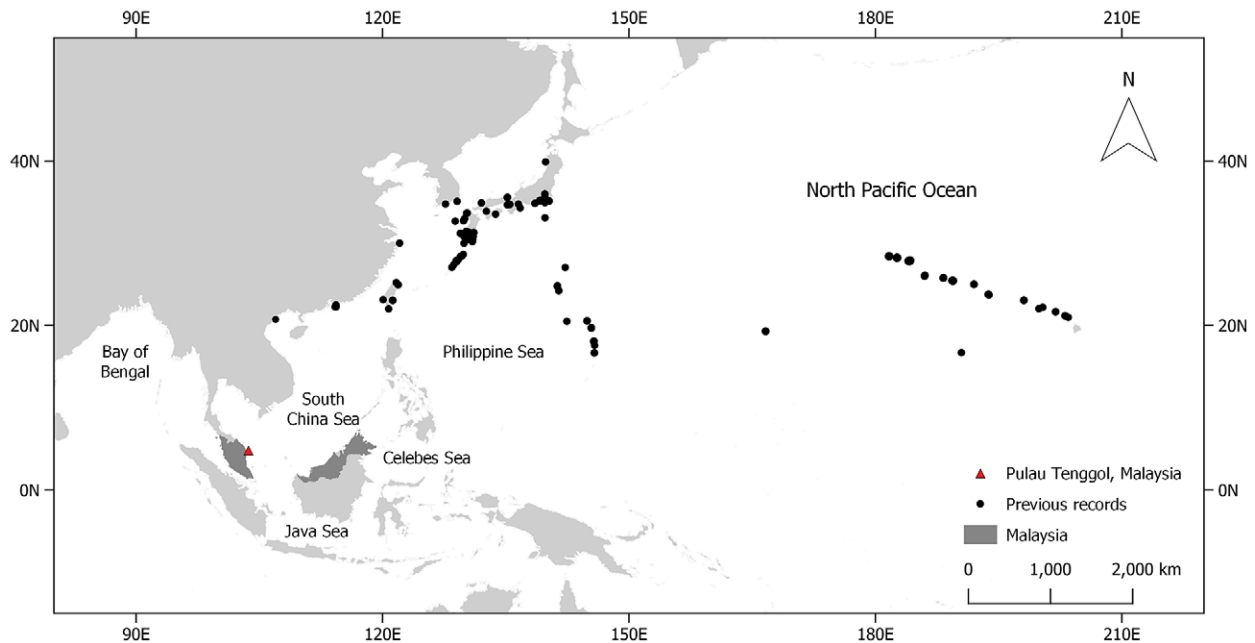 90E 120E 150E 180E 210E
N
40N 40N
North Pacific Ocean
20N 20N
Bay of
Bengal
Philippine Sea
South
China Sea
Celebes Sea
Pulau Tenggol, Malaysia
0N Previous records 0N
Java Sea
Malaysia
0 1,000 2,000 km
90E 120E 150E 180E 210E